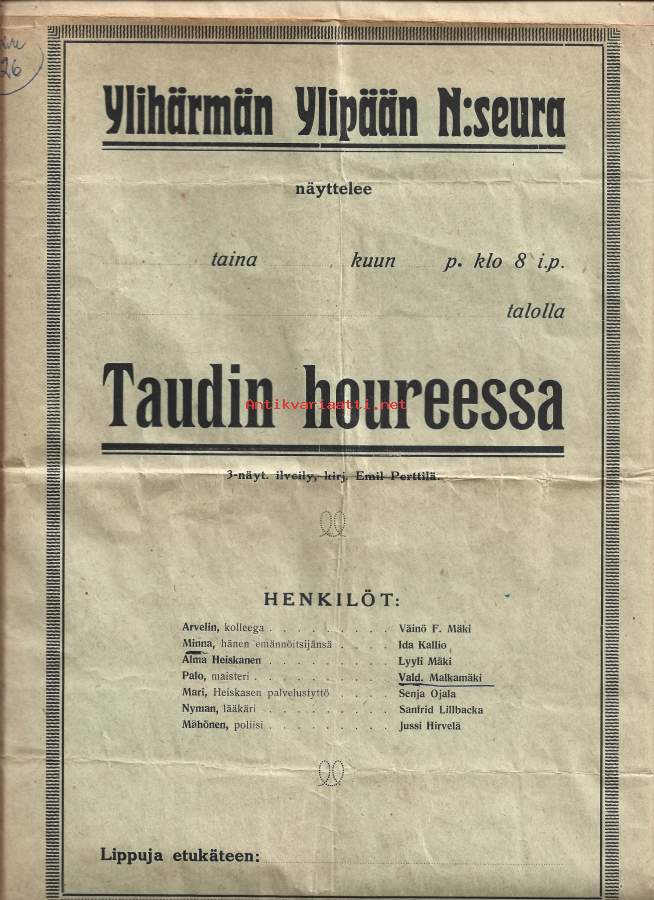 26
Ylihärmän Ylipään N:seura
näyttelee
taina kuun p. klo 8 i.p.
talolla
Taudin houreessa
Antikvariaatti.net
3-näyt. ilveily, kirj. Emil Perttilä.
HENKILÖT:
Arvelin, kolleega . . . . . . . . . Väinö F. Mäki
Minna, hänen emännöitsijänsä . . . . Ida Kallio
Alma Heiskanen . . . . . . . . . Lyyli Mäki
Palo, maisteri . . . . . . . . . . Vald. Malkamäki
Mari, Heiskasen palvelustyttö . . . . Senja Ojala
Nyman, lääkäri . . . . . . . . . Sanfrid Lillbacka
Mähönen, poliisi . . . . . . . . . Jussi Hirvelä
Lippuja etukäteen: